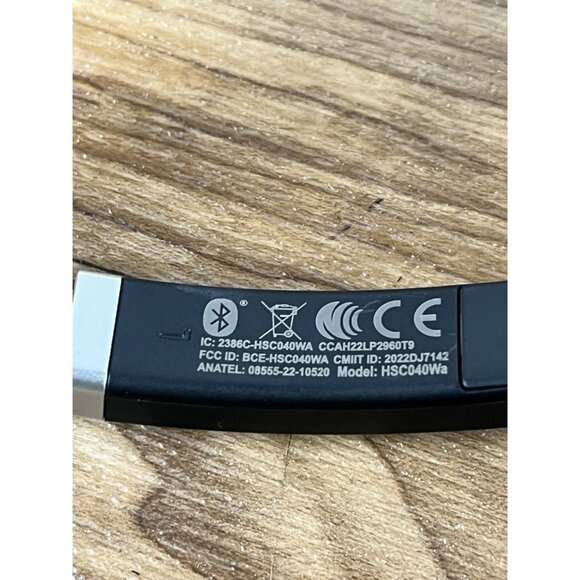 IC: 2386C-HSC040WA CCAH22LP2960T9
FCC ID: BCE-HSC040WA CMIIT ID: 2022DJ7142
ANATEL: 08555-22-10520 Model: HSC040Wa